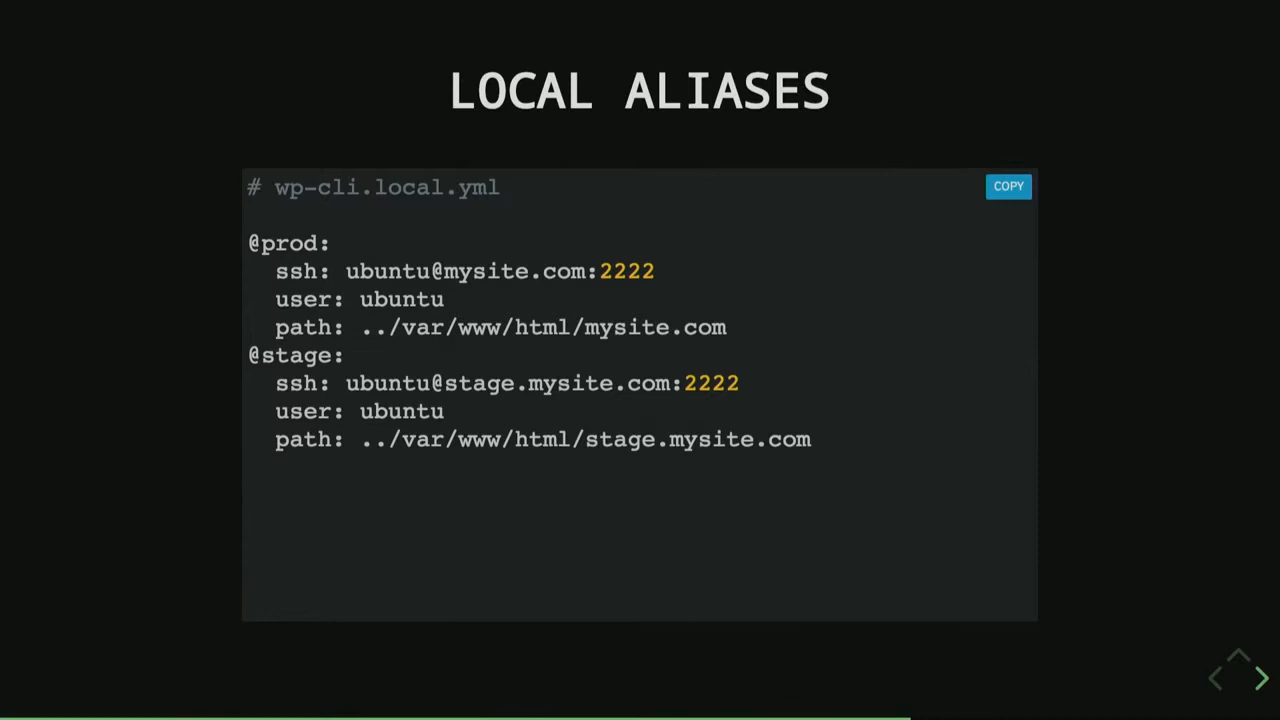 LOCAL ALIASES
# wp-cli.local.yml
COPY
@prod:
  ssh: ubuntu@mysite.com:2222
  user: ubuntu
  path: ../var/www/html/mysite.com
@stage:
  ssh: ubuntu@stage.mysite.com:2222
  user: ubuntu
  path: ../var/www/html/stage.mysite.com